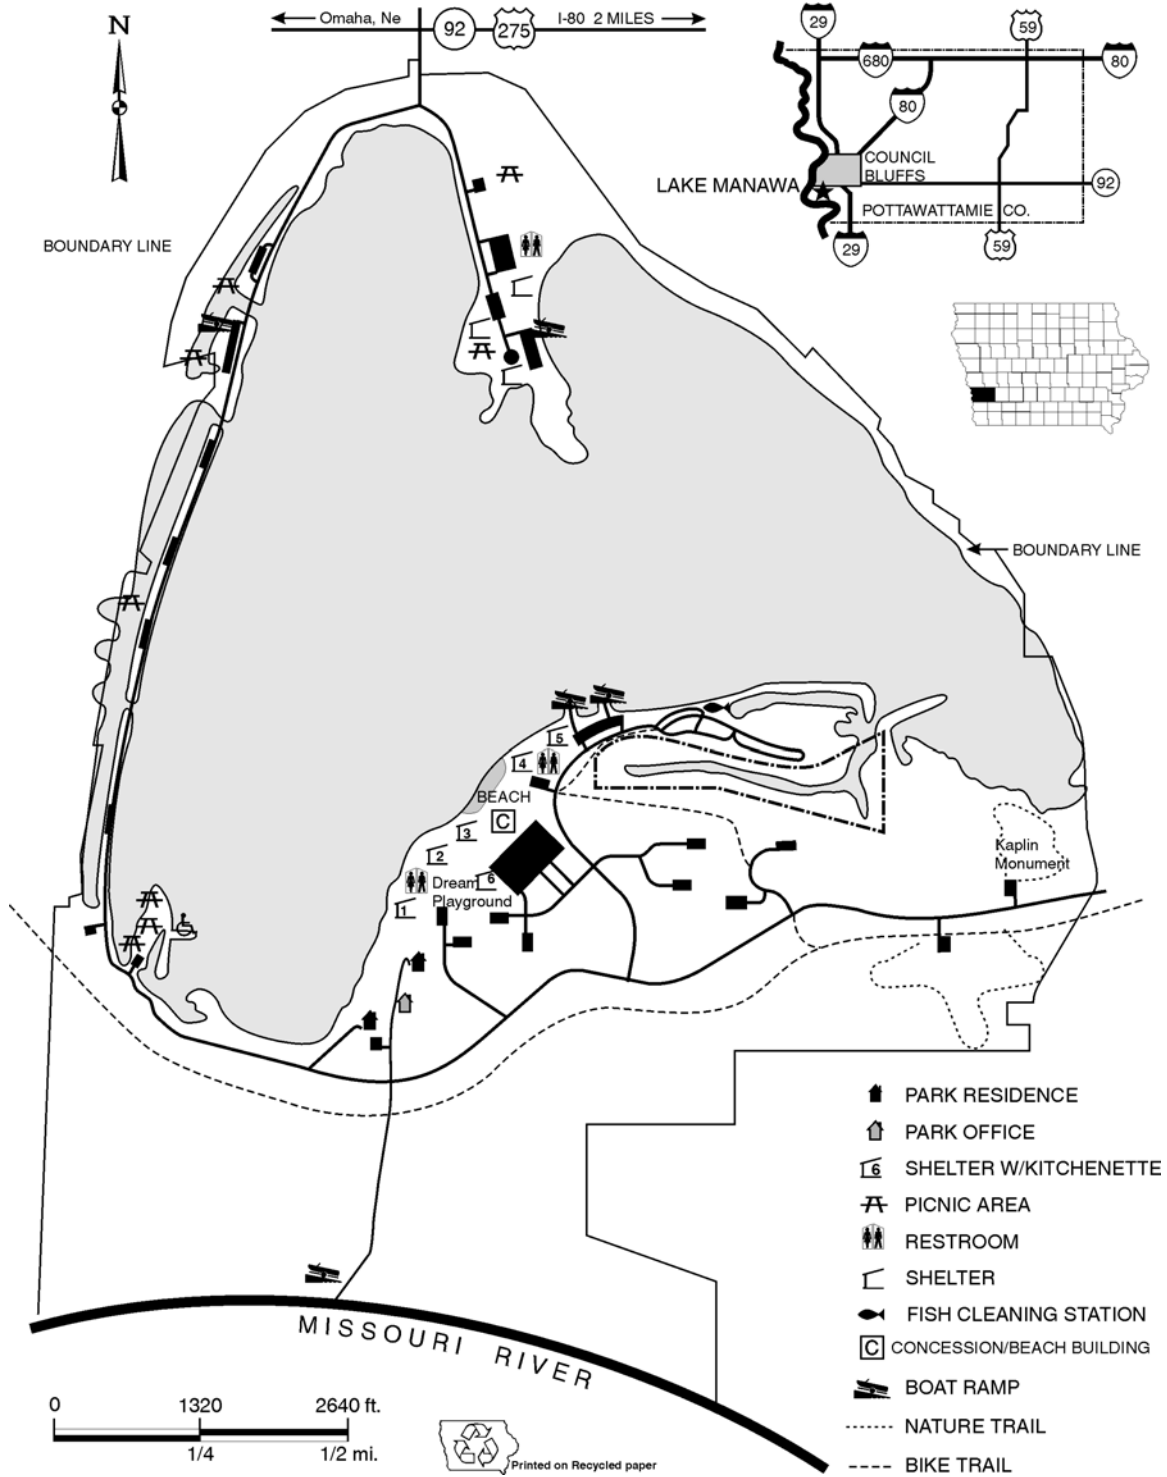 N
Omaha, Ne
I-80 2 MILES
92
275
29
59
680
80
80
COUNCIL
BLUFFS
LAKE MANAWA
92
POTTAWATTAMIE CO.
29
59
BOUNDARY LINE
BOUNDARY LINE
5
4
BEACH
C
3
2
6
Dream
Playground
1
Kaplin
Monument
PARK RESIDENCE
PARK OFFICE
6 SHELTER W/KITCHENETTE
PICNIC AREA
RESTROOM
SHELTER
FISH CLEANING STATION
C CONCESSION/BEACH BUILDING
BOAT RAMP
NATURE TRAIL
BIKE TRAIL
MISSOURI RIVER
0 1320 2640 ft.
1/4 1/2 mi.
Printed on Recycled paper